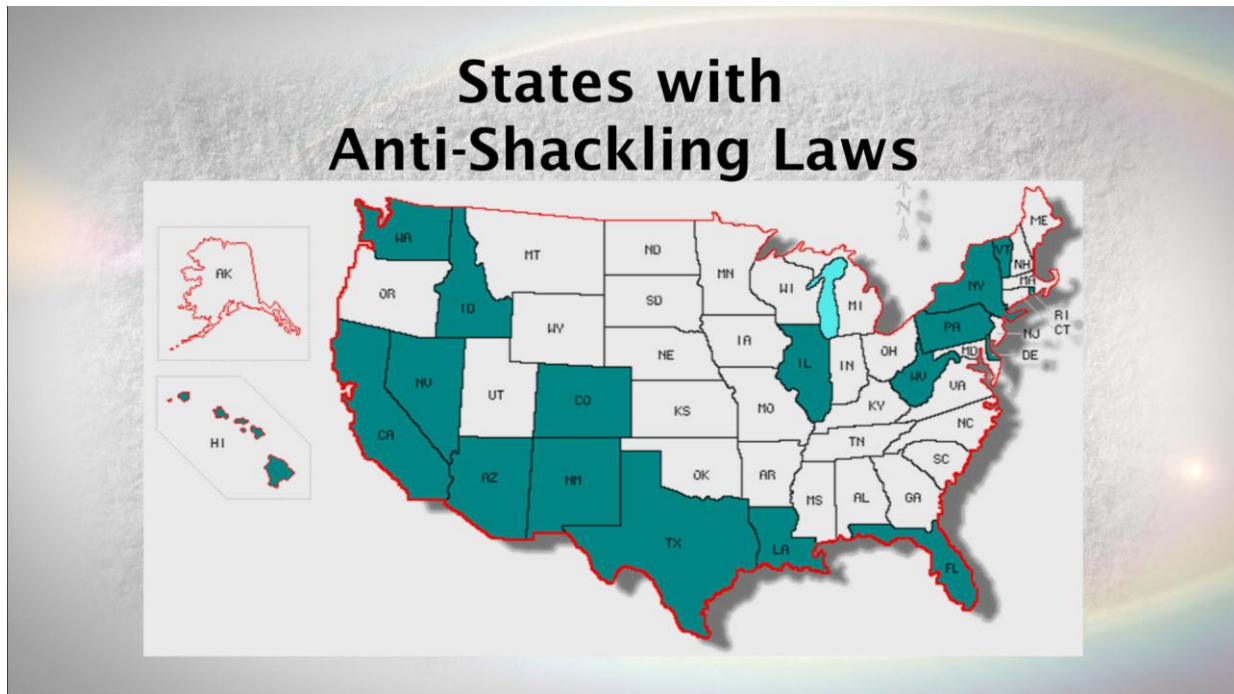 States with
Anti-Shackling Laws
N
ME
WA
VT
AK
MT
ND
MN
NH
MA
OR
ID
SD
WI
MI
NY
RI
CT
WY
IA
PA
NJ
NE
OH
MD
DE
NV
UT
IL
IN
WV
VA
CO
KS
MO
KY
HI
CA
NC
TN
AZ
NM
OK
AR
SC
MS
AL
GA
TX
LA
FL